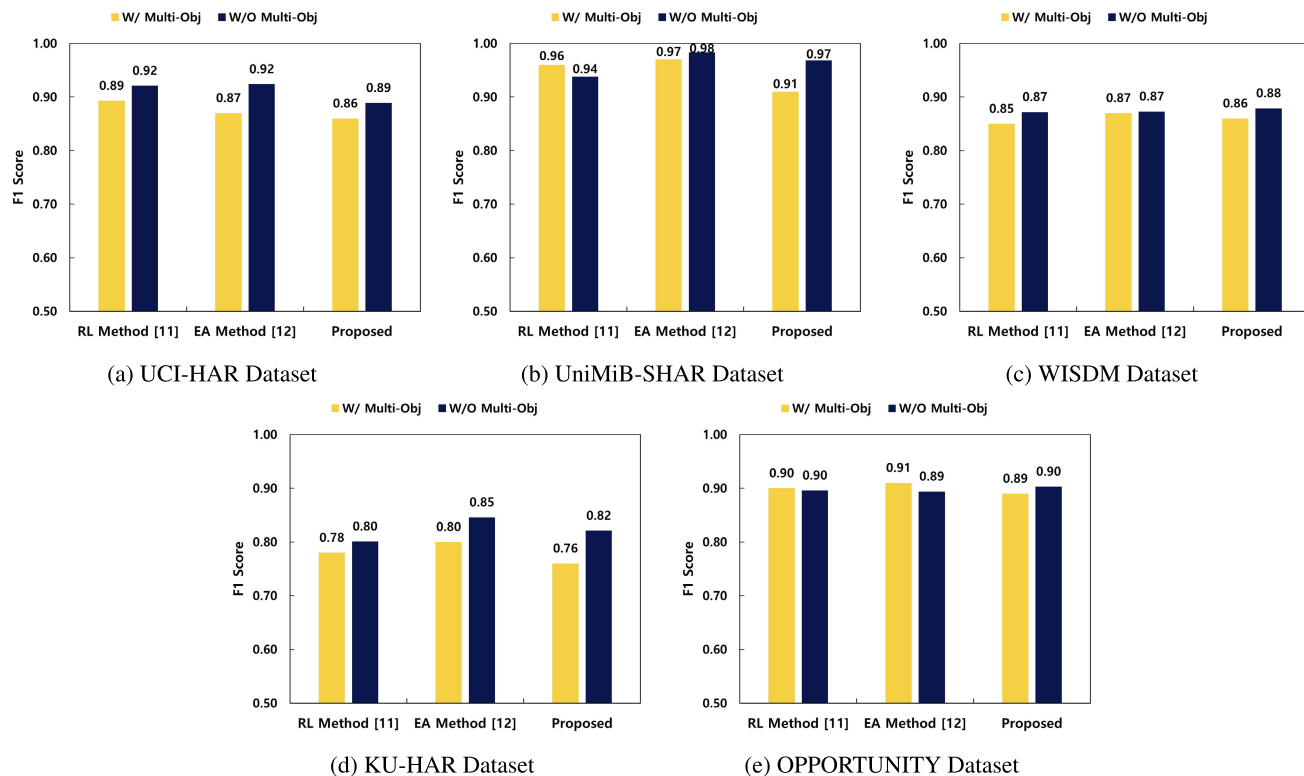 W/ Multi-Obj W/O Multi-Obj
1.00
0.90
0.80
0.70
0.60
0.50
F1 Score
0.89 0.92 0.87 0.92 0.86 0.89
RL Method [11] EA Method [12] Proposed
(a) UCI-HAR Dataset
W/ Multi-Obj W/O Multi-Obj
1.00
0.90
0.80
0.70
0.60
0.50
F1 Score
0.96 0.94 0.97 0.98 0.91 0.97
RL Method [11] EA Method [12] Proposed
(b) UniMiB-SHAR Dataset
W/ Multi-Obj W/O Multi-Obj
1.00
0.90
0.80
0.70
0.60
0.50
F1 Score
0.85 0.87 0.87 0.87 0.86 0.88
RL Method [11] EA Method [12] Proposed
(c) WISDM Dataset
W/ Multi-Obj W/O Multi-Obj
1.00
0.90
0.80
0.70
0.60
0.50
F1 Score
0.78 0.80 0.80 0.85 0.76 0.82
RL Method [11] EA Method [12] Proposed
(d) KU-HAR Dataset
W/ Multi-Obj W/O Multi-Obj
1.00
0.90
0.80
0.70
0.60
0.50
F1 Score
0.90 0.90 0.91 0.89 0.89 0.90
RL Method [11] EA Method [12] Proposed
(e) OPPORTUNITY Dataset